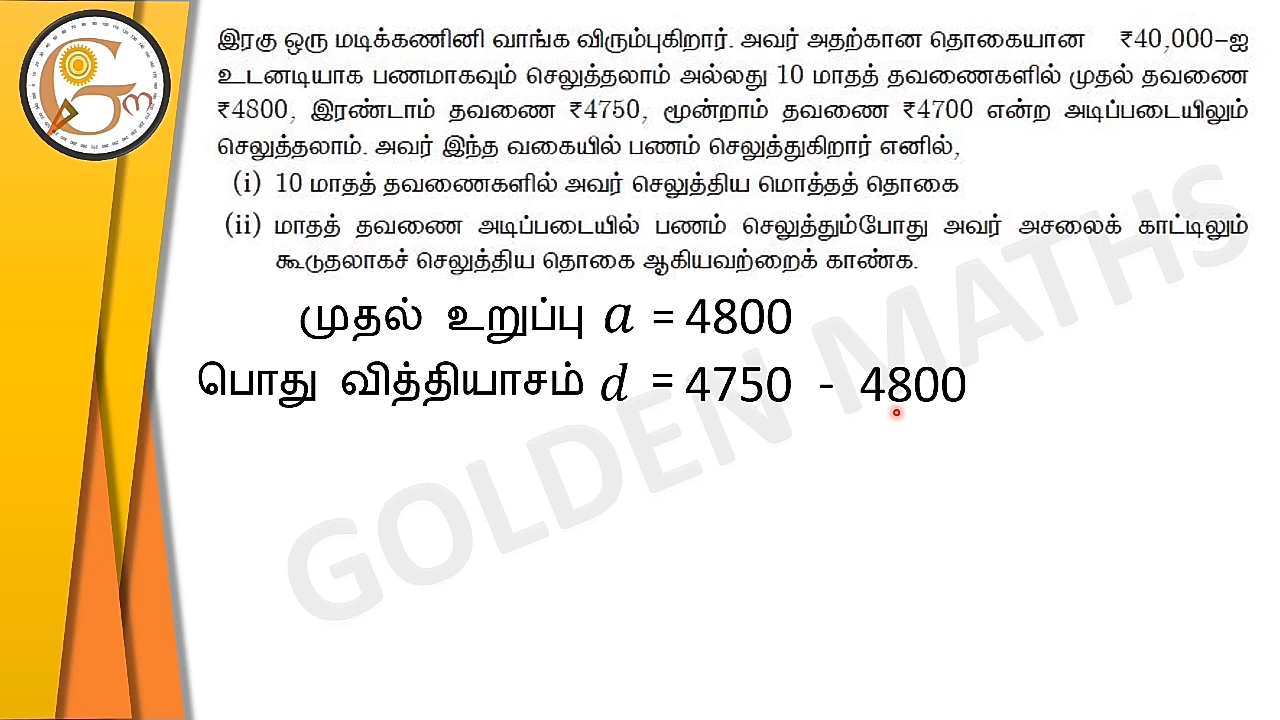 இரகு ஒரு மடிக்கணினி வாங்க விரும்புகிறார். அவர் அதற்கான தொகையான ₹40,000-ஐ
உடனடியாக பணமாகவும் செலுத்தலாம் அல்லது 10 மாதத் தவணைகளில் முதல் தவணை
₹4800, இரண்டாம் தவணை ₹4750, மூன்றாம் தவணை ₹4700 என்ற அடிப்படையிலும்
செலுத்தலாம். அவர் இந்த வகையில் பணம் செலுத்துகிறார் எனில்,
(i) 10 மாதத் தவணைகளில் அவர் செலுத்திய மொத்தத் தொகை
(ii) மாதத் தவணை அடிப்படையில் பணம் செலுத்தும்போது அவர் அசலைக் காட்டிலும்
கூடுதலாகச் செலுத்திய தொகை ஆகியவற்றைக் காண்க.
முதல் உறுப்பு a = 4800
பொது வித்தியாசம் d = 4750 - 4800
GOLDEN MATHS